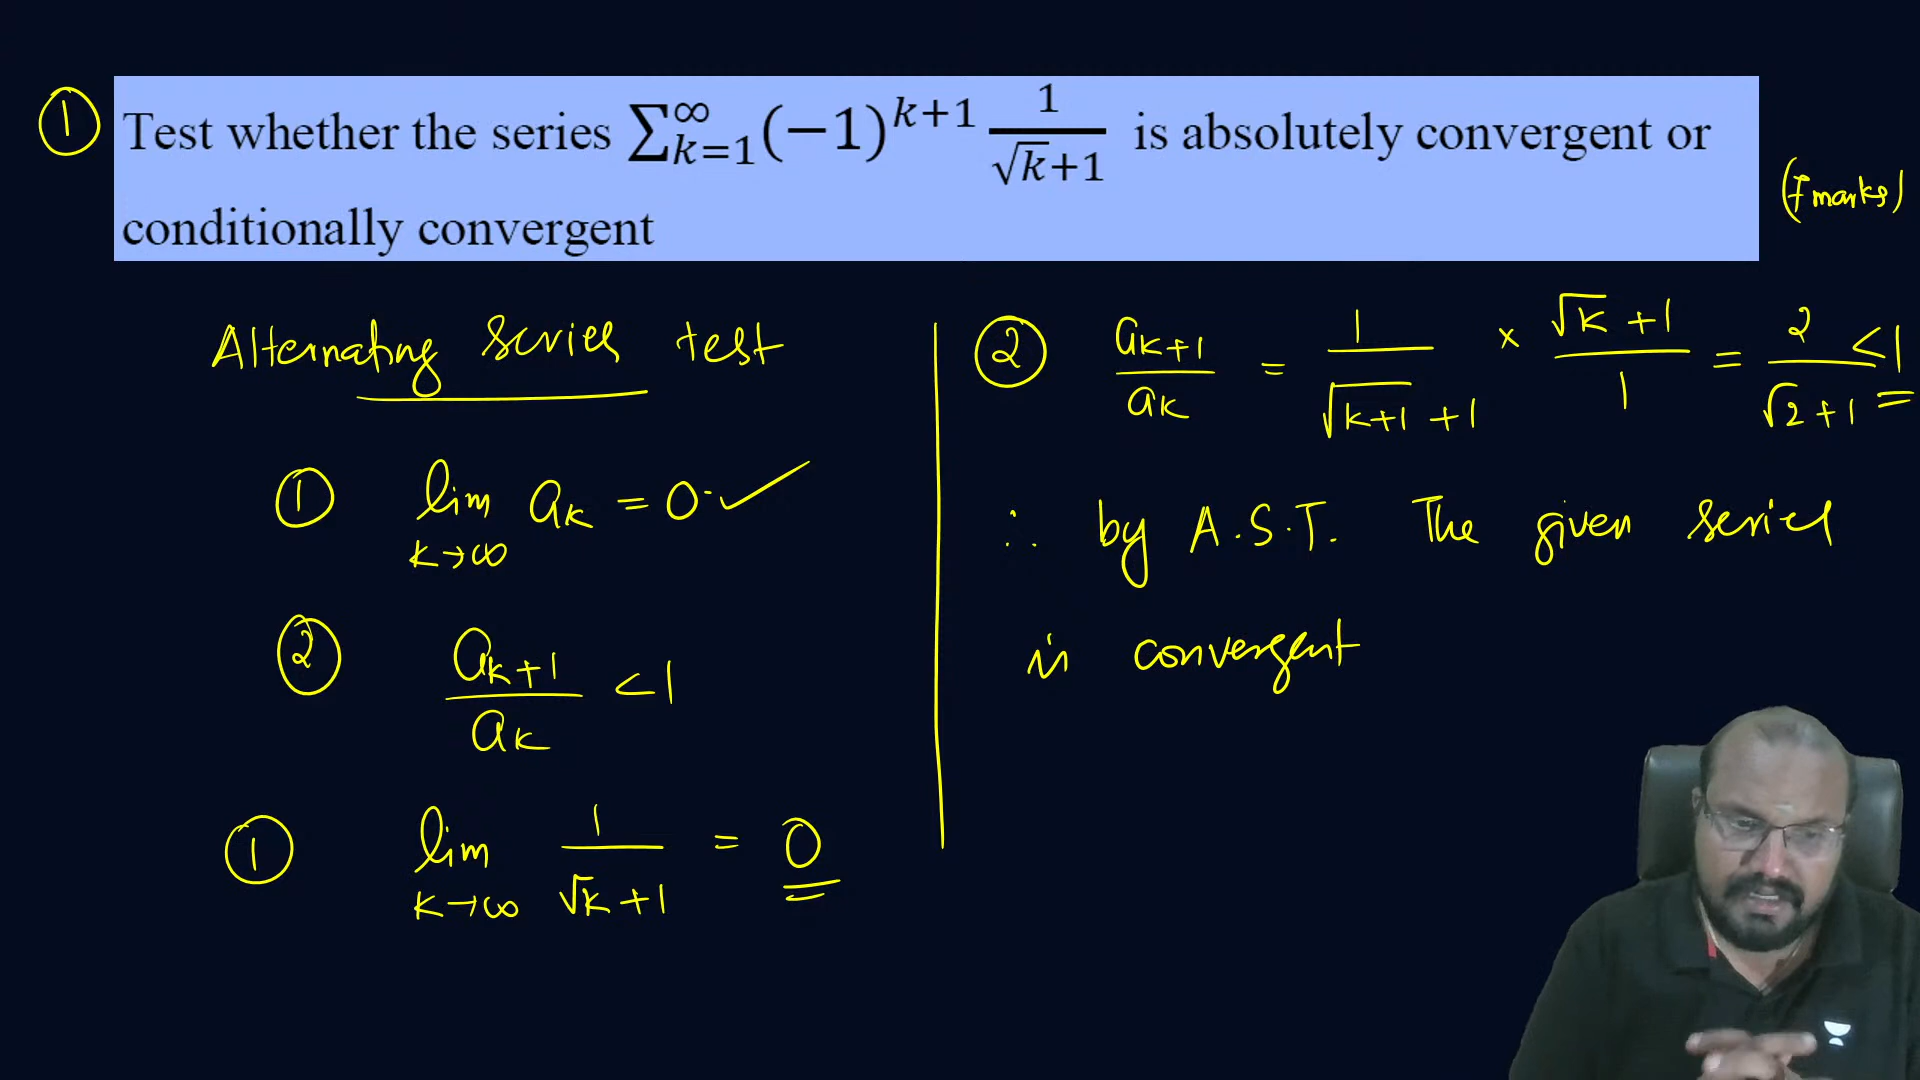 ① Test whether the series ∑_{k=1}^{∞} (−1)^{k+1} 1/(√k+1) is absolutely convergent or
conditionally convergent
(7 marks)
Alternating series test
① lim_{k→∞} a_k = 0 ✓
② a_{k+1}/a_k < 1
① lim_{k→∞} 1/(√k+1) = 0
② a_{k+1}/a_k = 1/(√(k+1) + 1) × (√k + 1)/1 = 2/(√2+1) < 1
∴ by A.S.T. The given series
is convergent